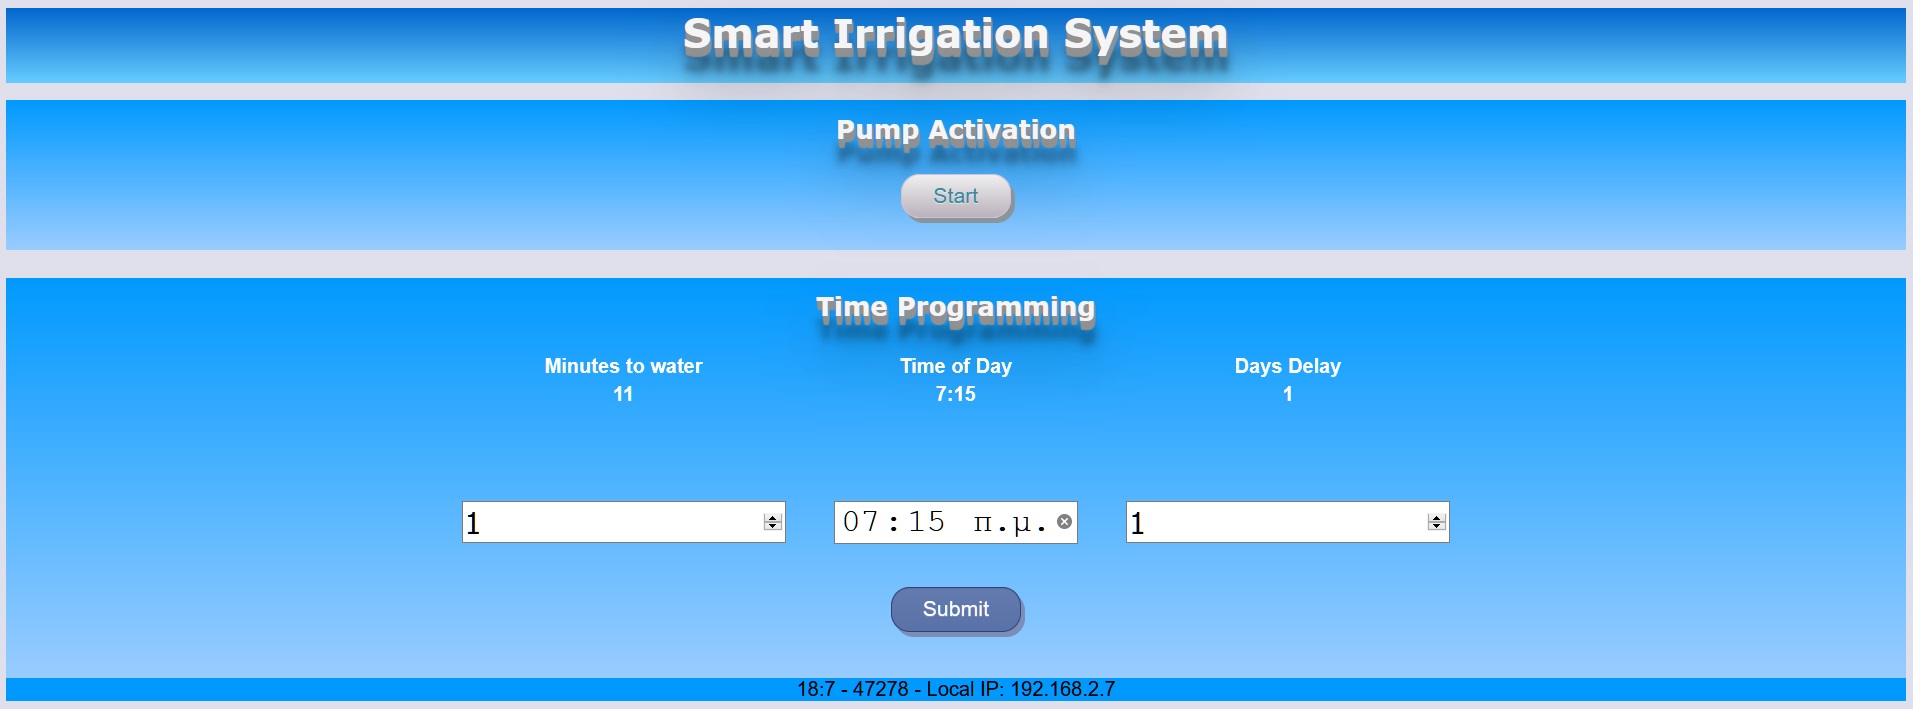 Smart Irrigation System
Pump Activation
Start
Time Programming
Minutes to water Time of Day Days Delay
11 7:15 1
1 07:15 π.μ. 1
Submit
18:7 - 47278 - Local IP: 192.168.2.7